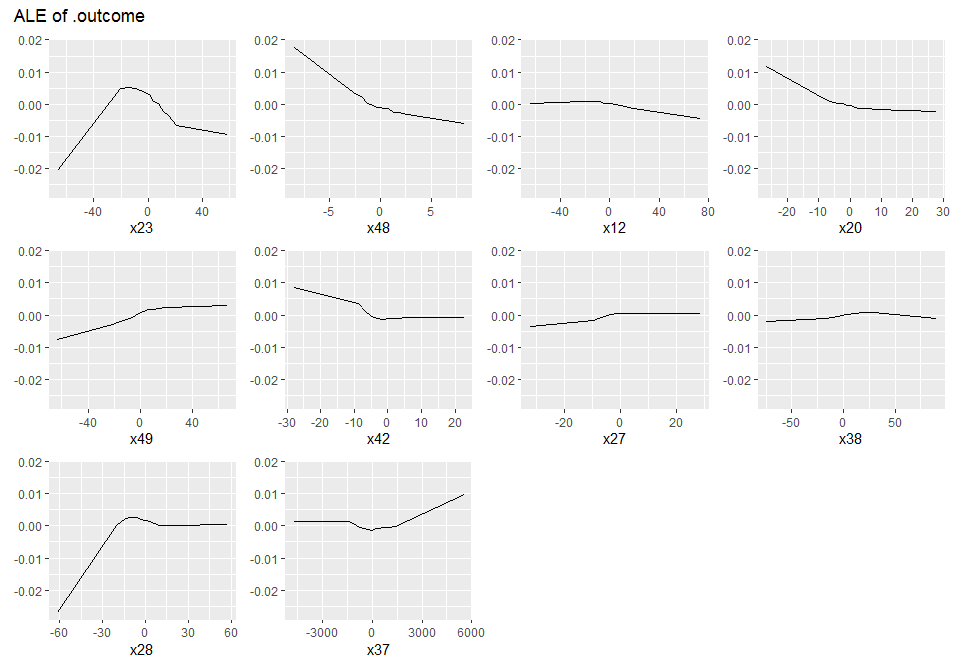 ALE of .outcome
0.02 0.02 0.02 0.02
0.01 0.01 0.01 0.01
0.00 0.00 0.00 0.00
-0.01 -0.01 -0.01 -0.01
-0.02 -0.02 -0.02 -0.02
-40 0 40 -5 0 5 -40 0 40 80 -20 -10 0 10 20 30
x23 x48 x12 x20
0.02 0.02 0.02 0.02
0.01 0.01 0.01 0.01
0.00 0.00 0.00 0.00
-0.01 -0.01 -0.01 -0.01
-0.02 -0.02 -0.02 -0.02
-40 0 40 -30 -20 -10 0 10 20 -20 0 20 -50 0 50
x49 x42 x27 x38
0.02 0.02
0.01 0.01
0.00 0.00
-0.01 -0.01
-0.02 -0.02
-60 -30 0 30 60 -3000 0 3000 6000
x28 x37